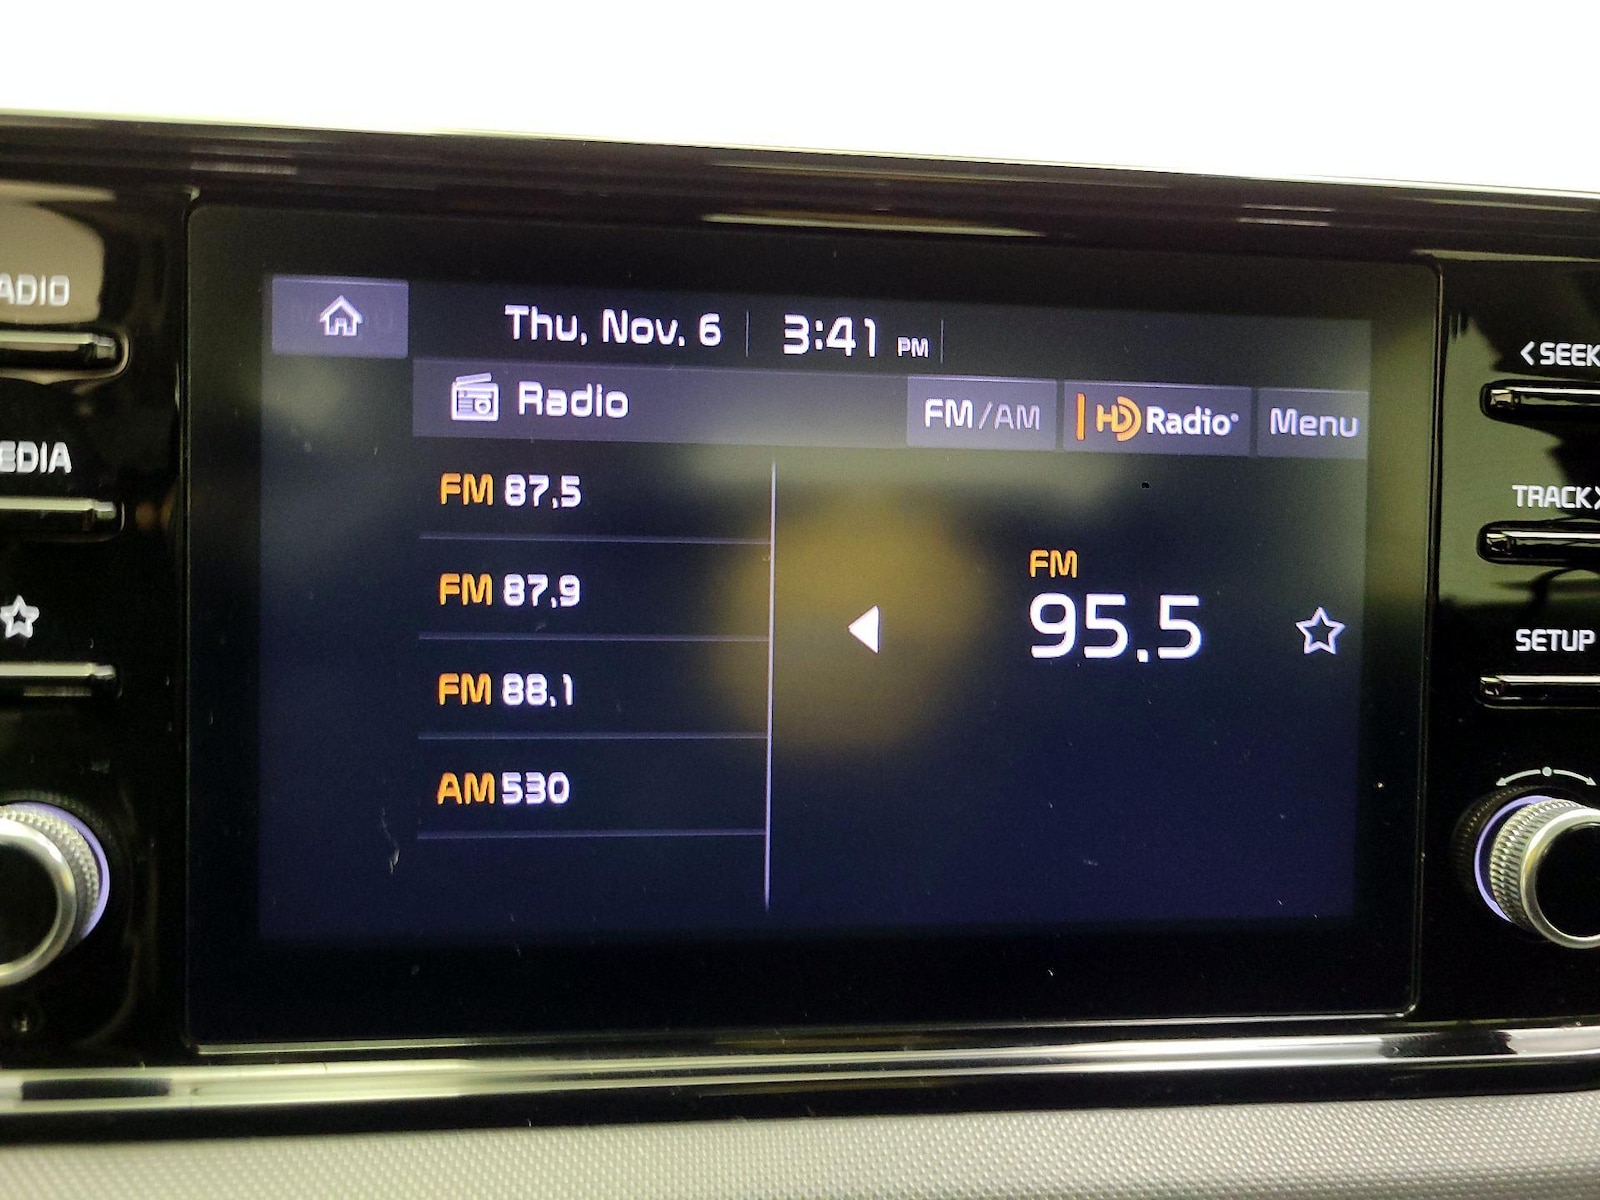 ADIO
EDIA
Thu, Nov. 6 3:41 PM
Radio
FM/AM HD Radio® Menu
FM 87.5
FM 87.9
FM 88.1
AM 530
FM
95.5
< SEEK
TRACK >
SETUP